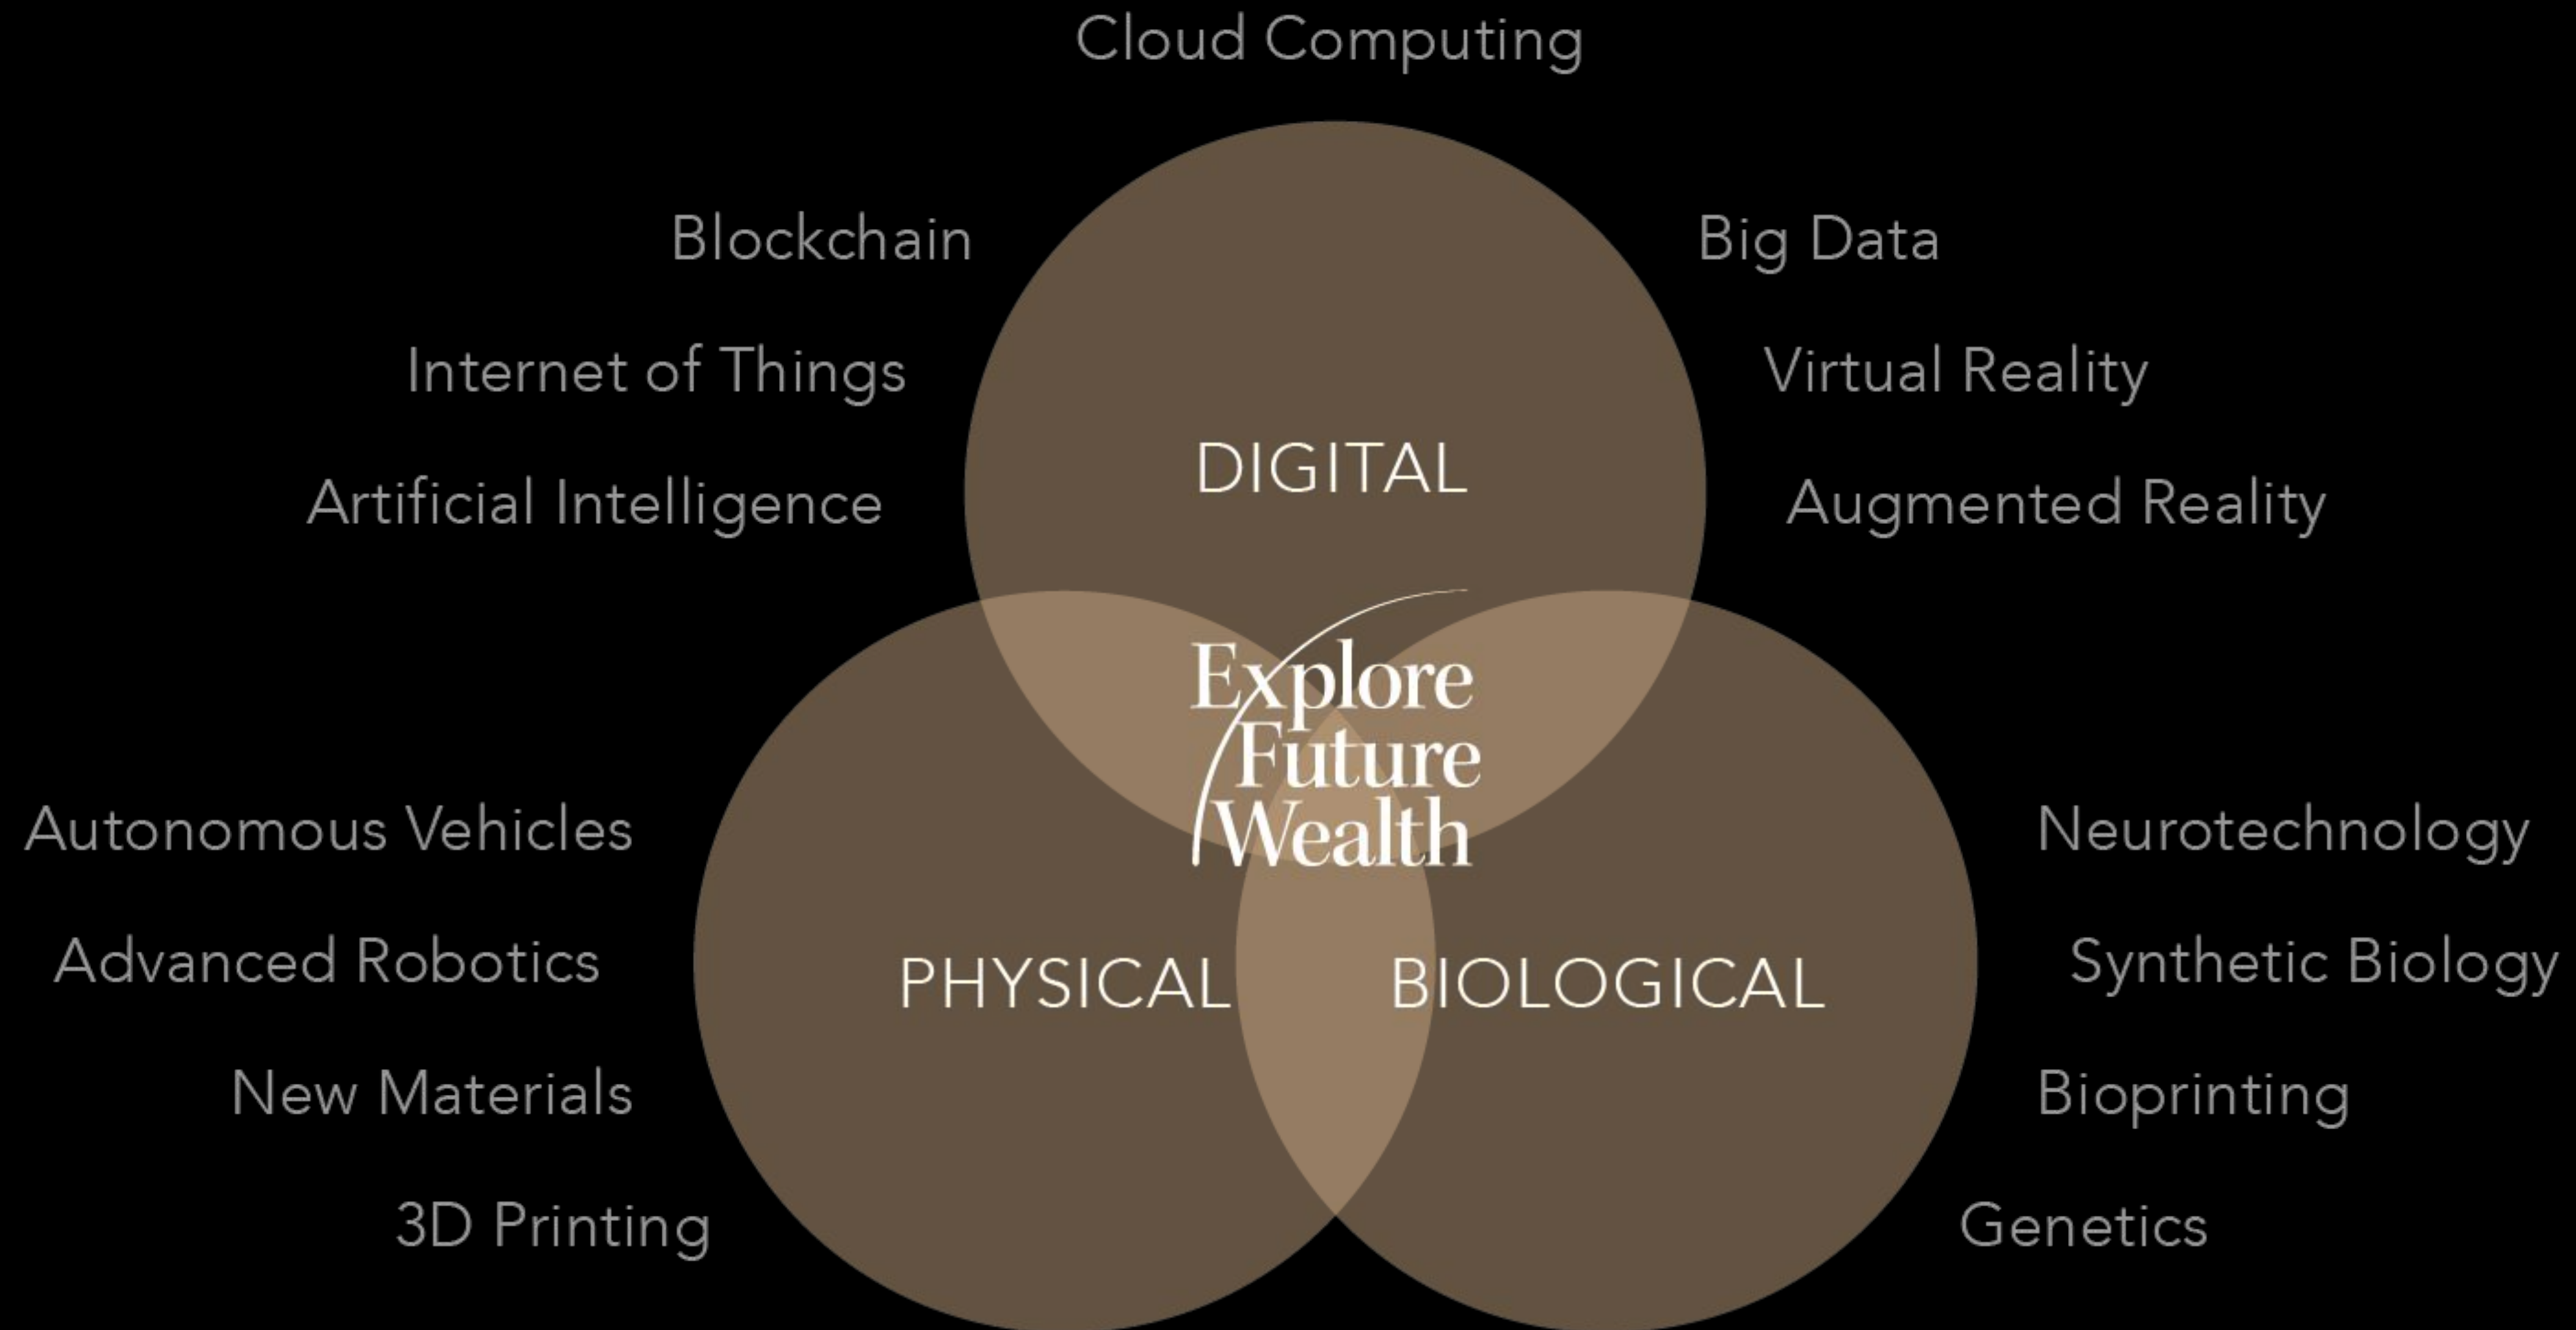 Cloud Computing
Blockchain
Big Data
Internet of Things
Virtual Reality
Artificial Intelligence
Augmented Reality
DIGITAL
Explore
Future
Wealth
PHYSICAL
BIOLOGICAL
Autonomous Vehicles
Advanced Robotics
New Materials
3D Printing
Neurotechnology
Synthetic Biology
Bioprinting
Genetics